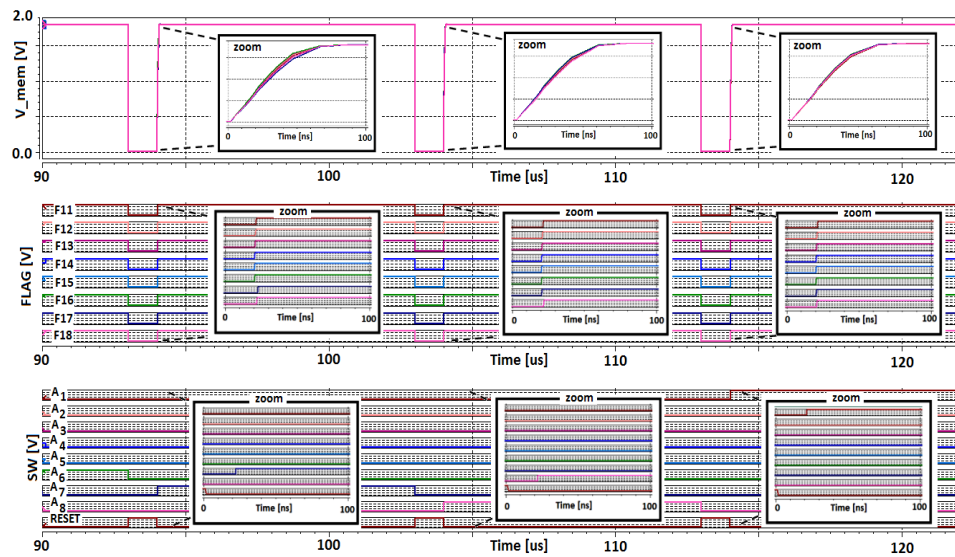 2.0
V_mem [V]
0.0
zoom
Time [ns]
100
zoom
Time [ns]
100
zoom
Time [ns]
100
90
100
Time [us]
110
120
FLAG [V]
F11
F12
F13
F14
F15
F16
F17
F18
zoom
0
Time [ns]
100
zoom
0
Time [ns]
100
zoom
0
Time [ns]
100
90
100
Time [us]
110
120
SW [V]
A1
A2
A3
A4
A5
A6
A7
A8
RESET
zoom
0
Time [ns]
100
zoom
0
Time [ns]
100
zoom
0
Time [ns]
100
90
100
Time [us]
110
120